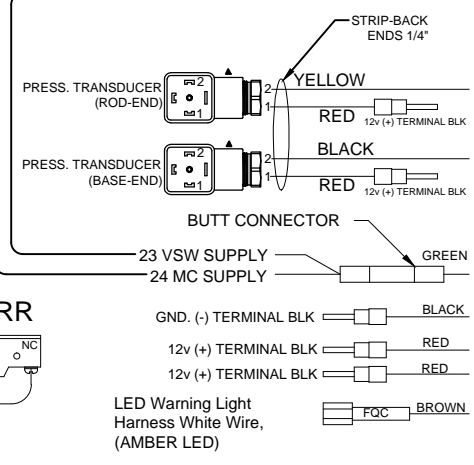 STRIP-BACK
ENDS 1/4"
PRESS. TRANSDUCER
(ROD-END)
2
1
2
1
YELLOW
RED
12v (+) TERMINAL BLK
PRESS. TRANSDUCER
(BASE-END)
2
1
2
1
BLACK
RED
12v (+) TERMINAL BLK
BUTT CONNECTOR
23 VSW SUPPLY
24 MC SUPPLY
GREEN
RR
NC
GND. (-) TERMINAL BLK
BLACK
12v (+) TERMINAL BLK
RED
12v (+) TERMINAL BLK
RED
LED Warning Light
Harness White Wire,
(AMBER LED)
FQC
BROWN